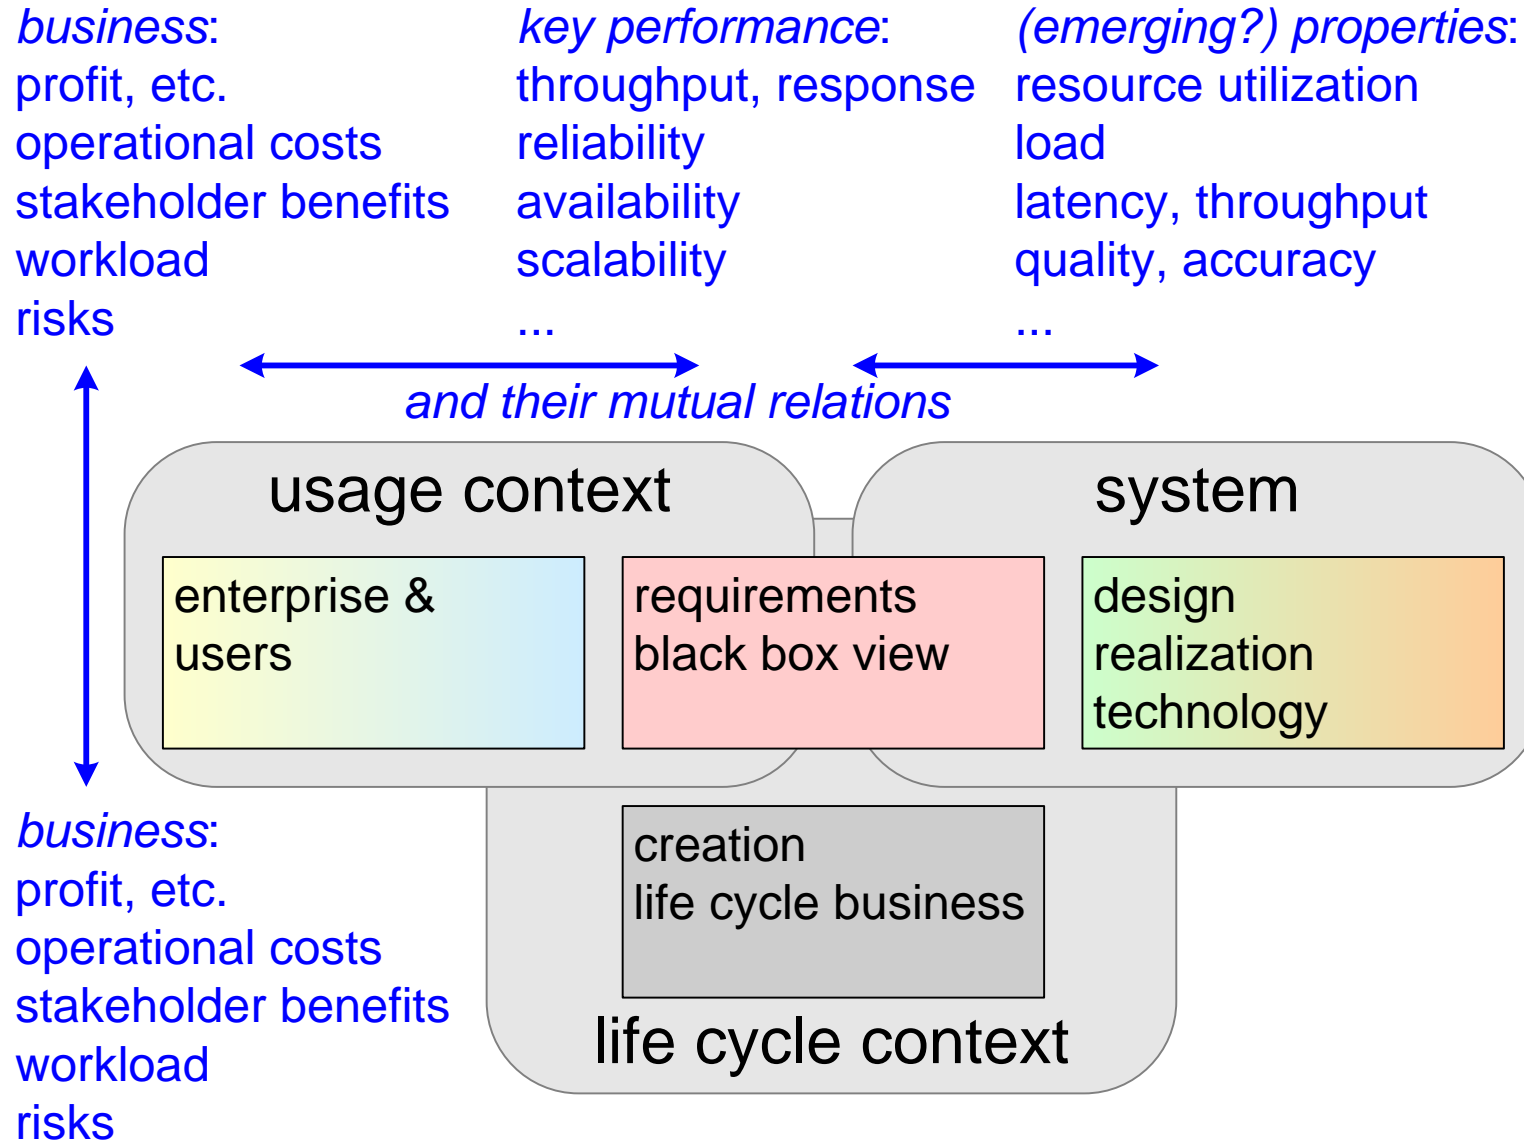 business:
profit, etc.
operational costs
stakeholder benefits
workload
risks
key performance:
throughput, response
reliability
availability
scalability
...
(emerging?) properties:
resource utilization
load
latency, throughput
quality, accuracy
...
and their mutual relations
usage context
system
enterprise &
users
requirements
black box view
design
realization
technology
creation
life cycle business
life cycle context
business:
profit, etc.
operational costs
stakeholder benefits
workload
risks